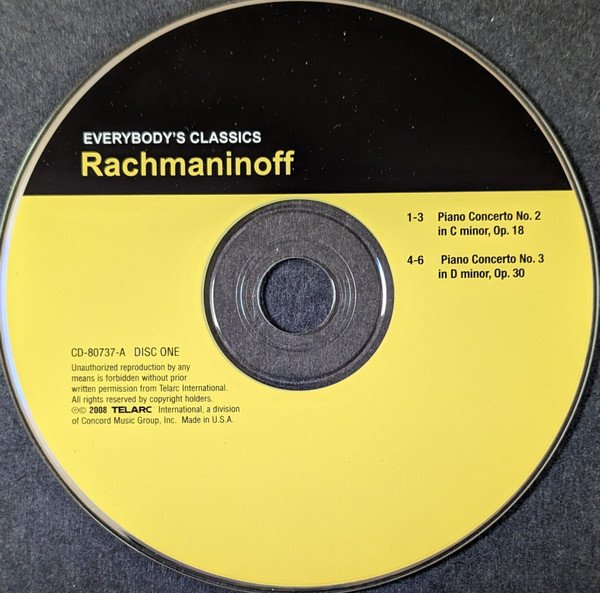 EVERYBODY'S CLASSICS
Rachmaninoff
1-3 Piano Concerto No. 2
in C minor, Op. 18
4-6 Piano Concerto No. 3
in D minor, Op. 30
CD-80737-A DISC ONE
Unauthorized reproduction by any
means is forbidden without prior
written permission from Telarc International.
All rights reserved by copyright holders.
℗© 2008 TELARC International, a division
of Concord Music Group, Inc. Made in U.S.A.